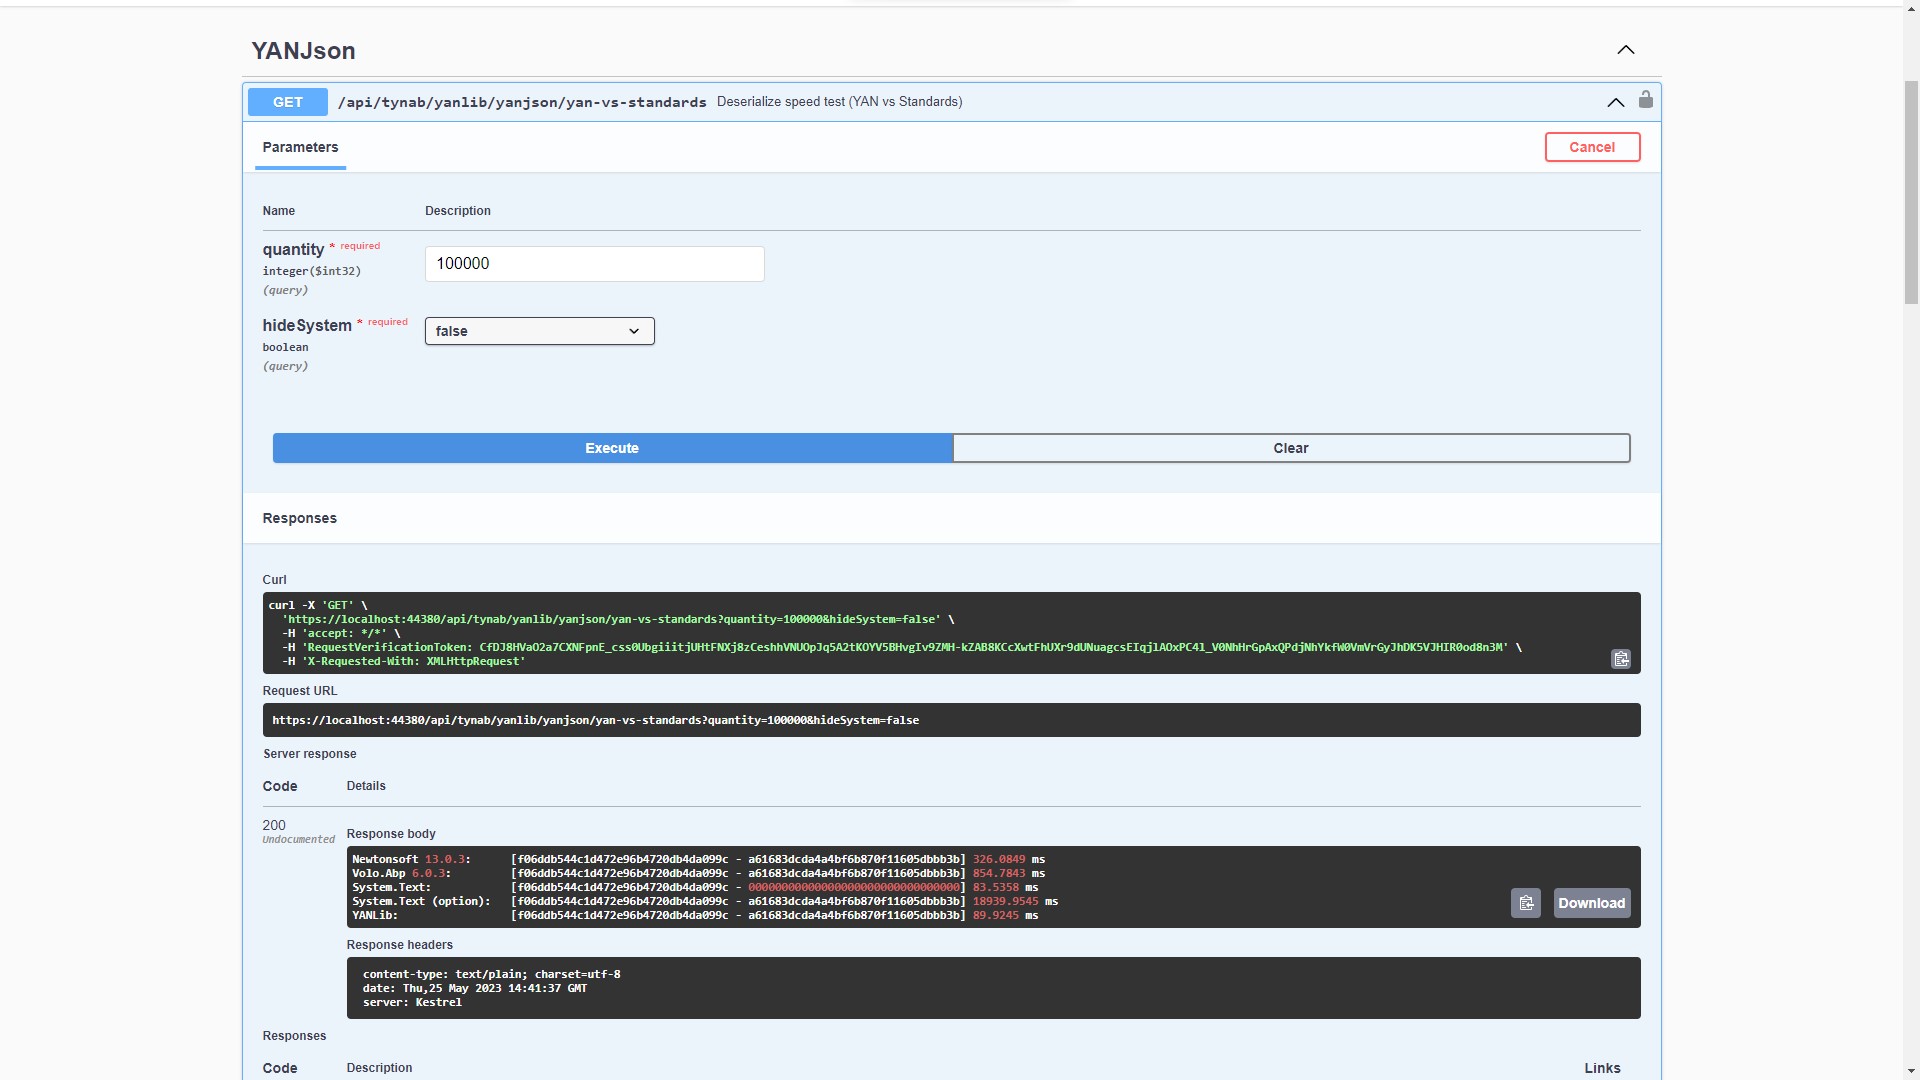 YANJson
GET /api/tynab/yanlib/yanjson/yan-vs-standards Deserialize speed test (YAN vs Standards)
Parameters
Cancel
Name Description
quantity * required
integer($int32)
(query)
100000
hideSystem * required
boolean
(query)
false
Execute
Clear
Responses
Curl
curl -X 'GET' \
'https://localhost:44380/api/tynab/yanlib/yanjson/yan-vs-standards?quantity=100000&hideSystem=false' \
-H 'accept: */*' \
-H 'RequestVerificationToken: CfDJ8HVaO2a7CXNFpnE_css0UbgiiitjUHtFNXj8zCeshhVNUOpJq5A2tKOYV5BHvgIv9ZMH-kZAB8KCcXwtFhUXr9dUNuagcsEIqjlAOxPC4l_V0NhHrGpAxQPdjNhYkfW0VmVrGyJhDK5VJHIR0od8n3M' \
-H 'X-Requested-With: XMLHttpRequest'
Request URL
https://localhost:44380/api/tynab/yanlib/yanjson/yan-vs-standards?quantity=100000&hideSystem=false
Server response
Code Details
200
Undocumented
Response body
Newtonsoft 13.0.3: [f06ddb544c1d472e96b4720db4da099c - a61683dcda4a4bf6b870f11605dbbb3b] 326.0849 ms
Volo.Abp 6.0.3: [f06ddb544c1d472e96b4720db4da099c - a61683dcda4a4bf6b870f11605dbbb3b] 854.7843 ms
System.Text: [f06ddb544c1d472e96b4720db4da099c - 00000000000000000000000000000000] 83.5358 ms
System.Text (option): [f06ddb544c1d472e96b4720db4da099c - a61683dcda4a4bf6b870f11605dbbb3b] 18939.9545 ms
YANLib: [f06ddb544c1d472e96b4720db4da099c - a61683dcda4a4bf6b870f11605dbbb3b] 89.9245 ms
Download
Response headers
content-type: text/plain; charset=utf-8
date: Thu,25 May 2023 14:41:37 GMT
server: Kestrel
Responses
Code Description Links